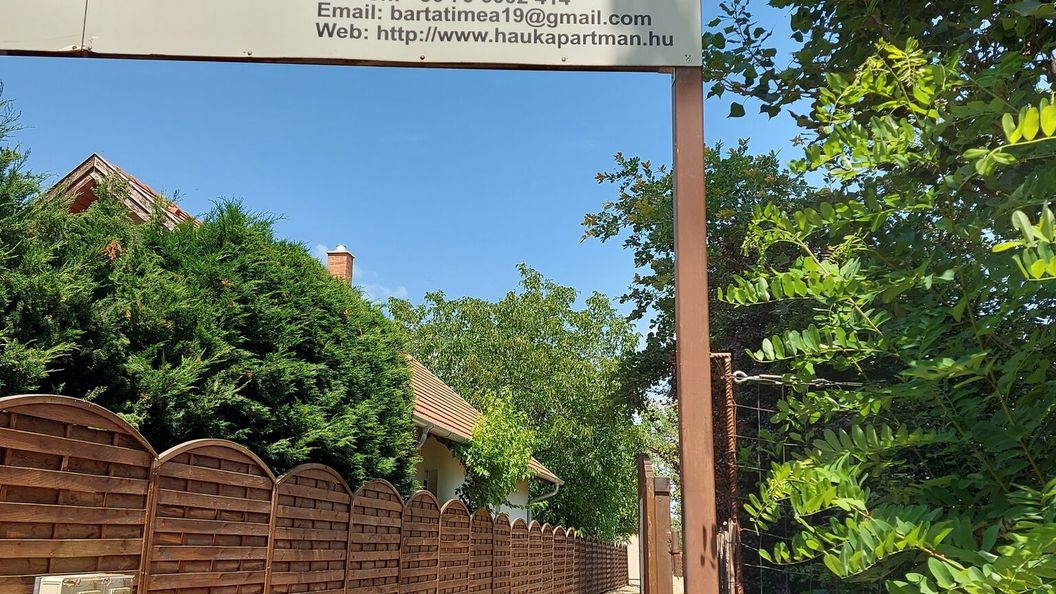 Email: bartatimea19@gmail.com
Web: http://www.haukapartman.hu